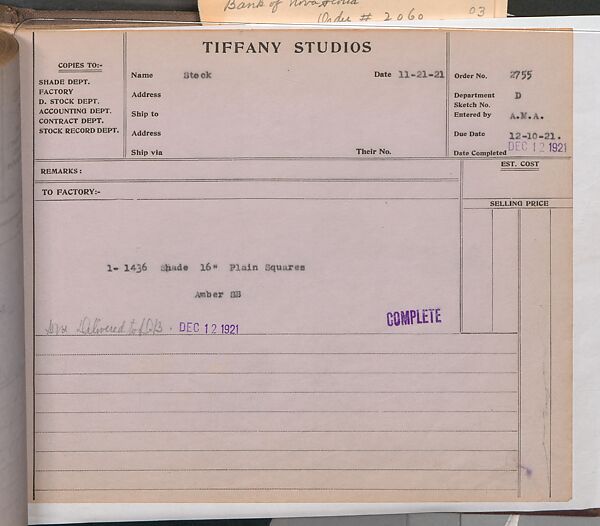 Bank of Nova Scotia
Order # 2060 03
TIFFANY STUDIOS
COPIES TO:-
SHADE DEPT.
FACTORY
D. STOCK DEPT.
ACCOUNTING DEPT.
CONTRACT DEPT.
STOCK RECORD DEPT.
Name Stock Date 11-21-21
Address
Ship to
Address
Ship via Their No.
Order No. 2755
Department D
Sketch No.
Entered by A.M.A.
Due Date 12-10-21.
Date Completed DEC 12 1921
REMARKS:
EST. COST
TO FACTORY:-
SELLING PRICE
1- 1436 Shade 16" Plain Squares
Amber SB
Delivered to DEC 12 1921
COMPLETE